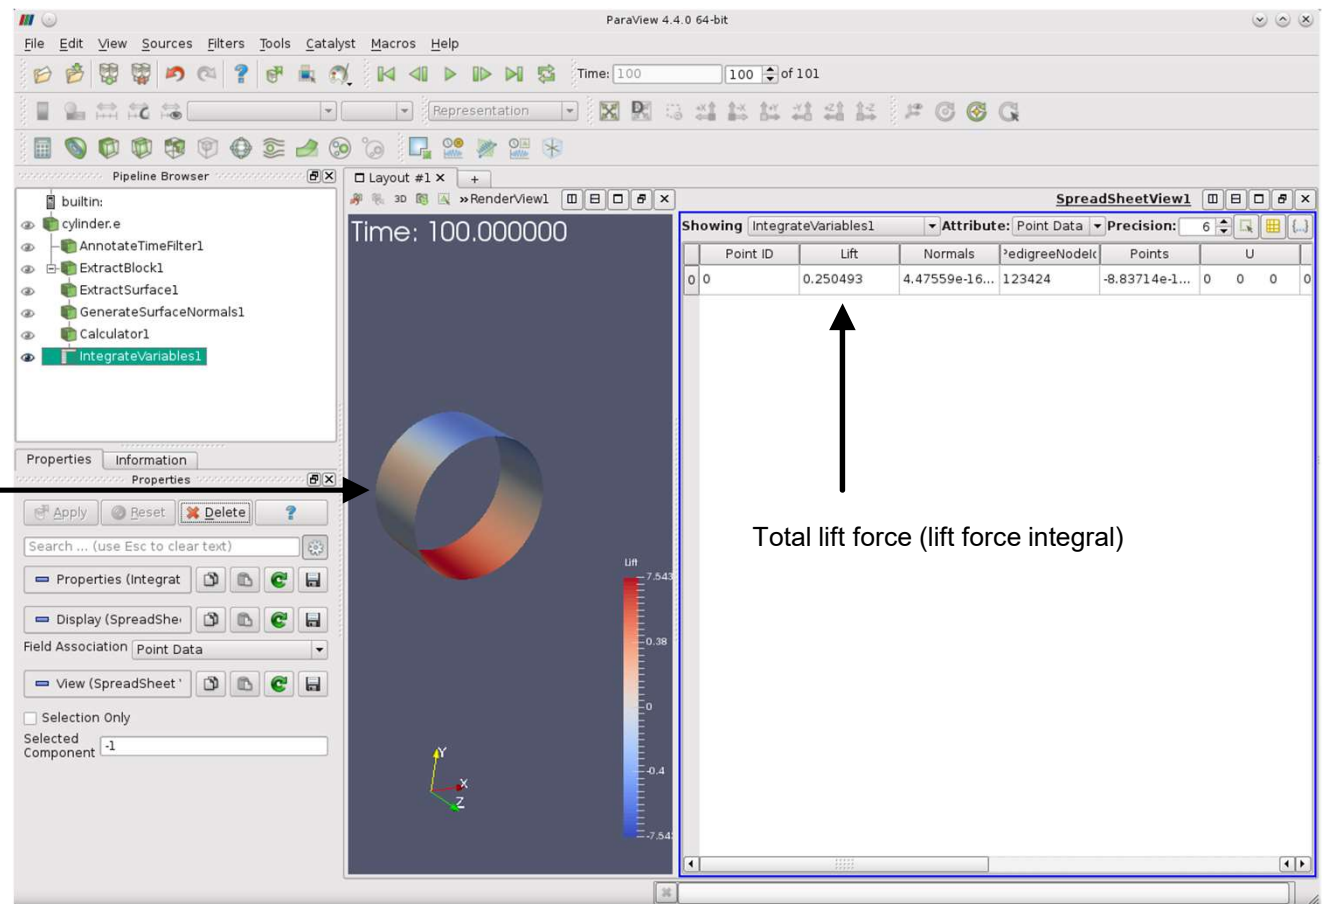 ParaView 4.4.0 64-bit
File Edit View Sources Filters Tools Catalyst Macros Help
Time: 100 100 of 101
Representation
Pipeline Browser
builtin:
cylinder.e
AnnotateTimeFilter1
ExtractBlock1
ExtractSurface1
GenerateSurfaceNormals1
Calculator1
IntegrateVariables1
Properties Information
Properties
Apply Reset Delete ?
Search ... (use Esc to clear text)
Properties (Integrat
Display (SpreadShe
Field Association Point Data
View (SpreadSheet '
Selection Only
Selected
Component -1
Layout #1 +
3D » RenderView1
Time: 100.000000
Lift
7.543
0.38
0
-0.4
-7.54
Y
X
Z
SpreadSheetView1
Showing IntegrateVariables1 Attribute: Point Data Precision: 6
Point ID Lift Normals PedigreeNodeId Points U
0 0 0.250493 4.47559e-16... 123424 -8.83714e-1... 0 0 0 0
Total lift force (lift force integral)